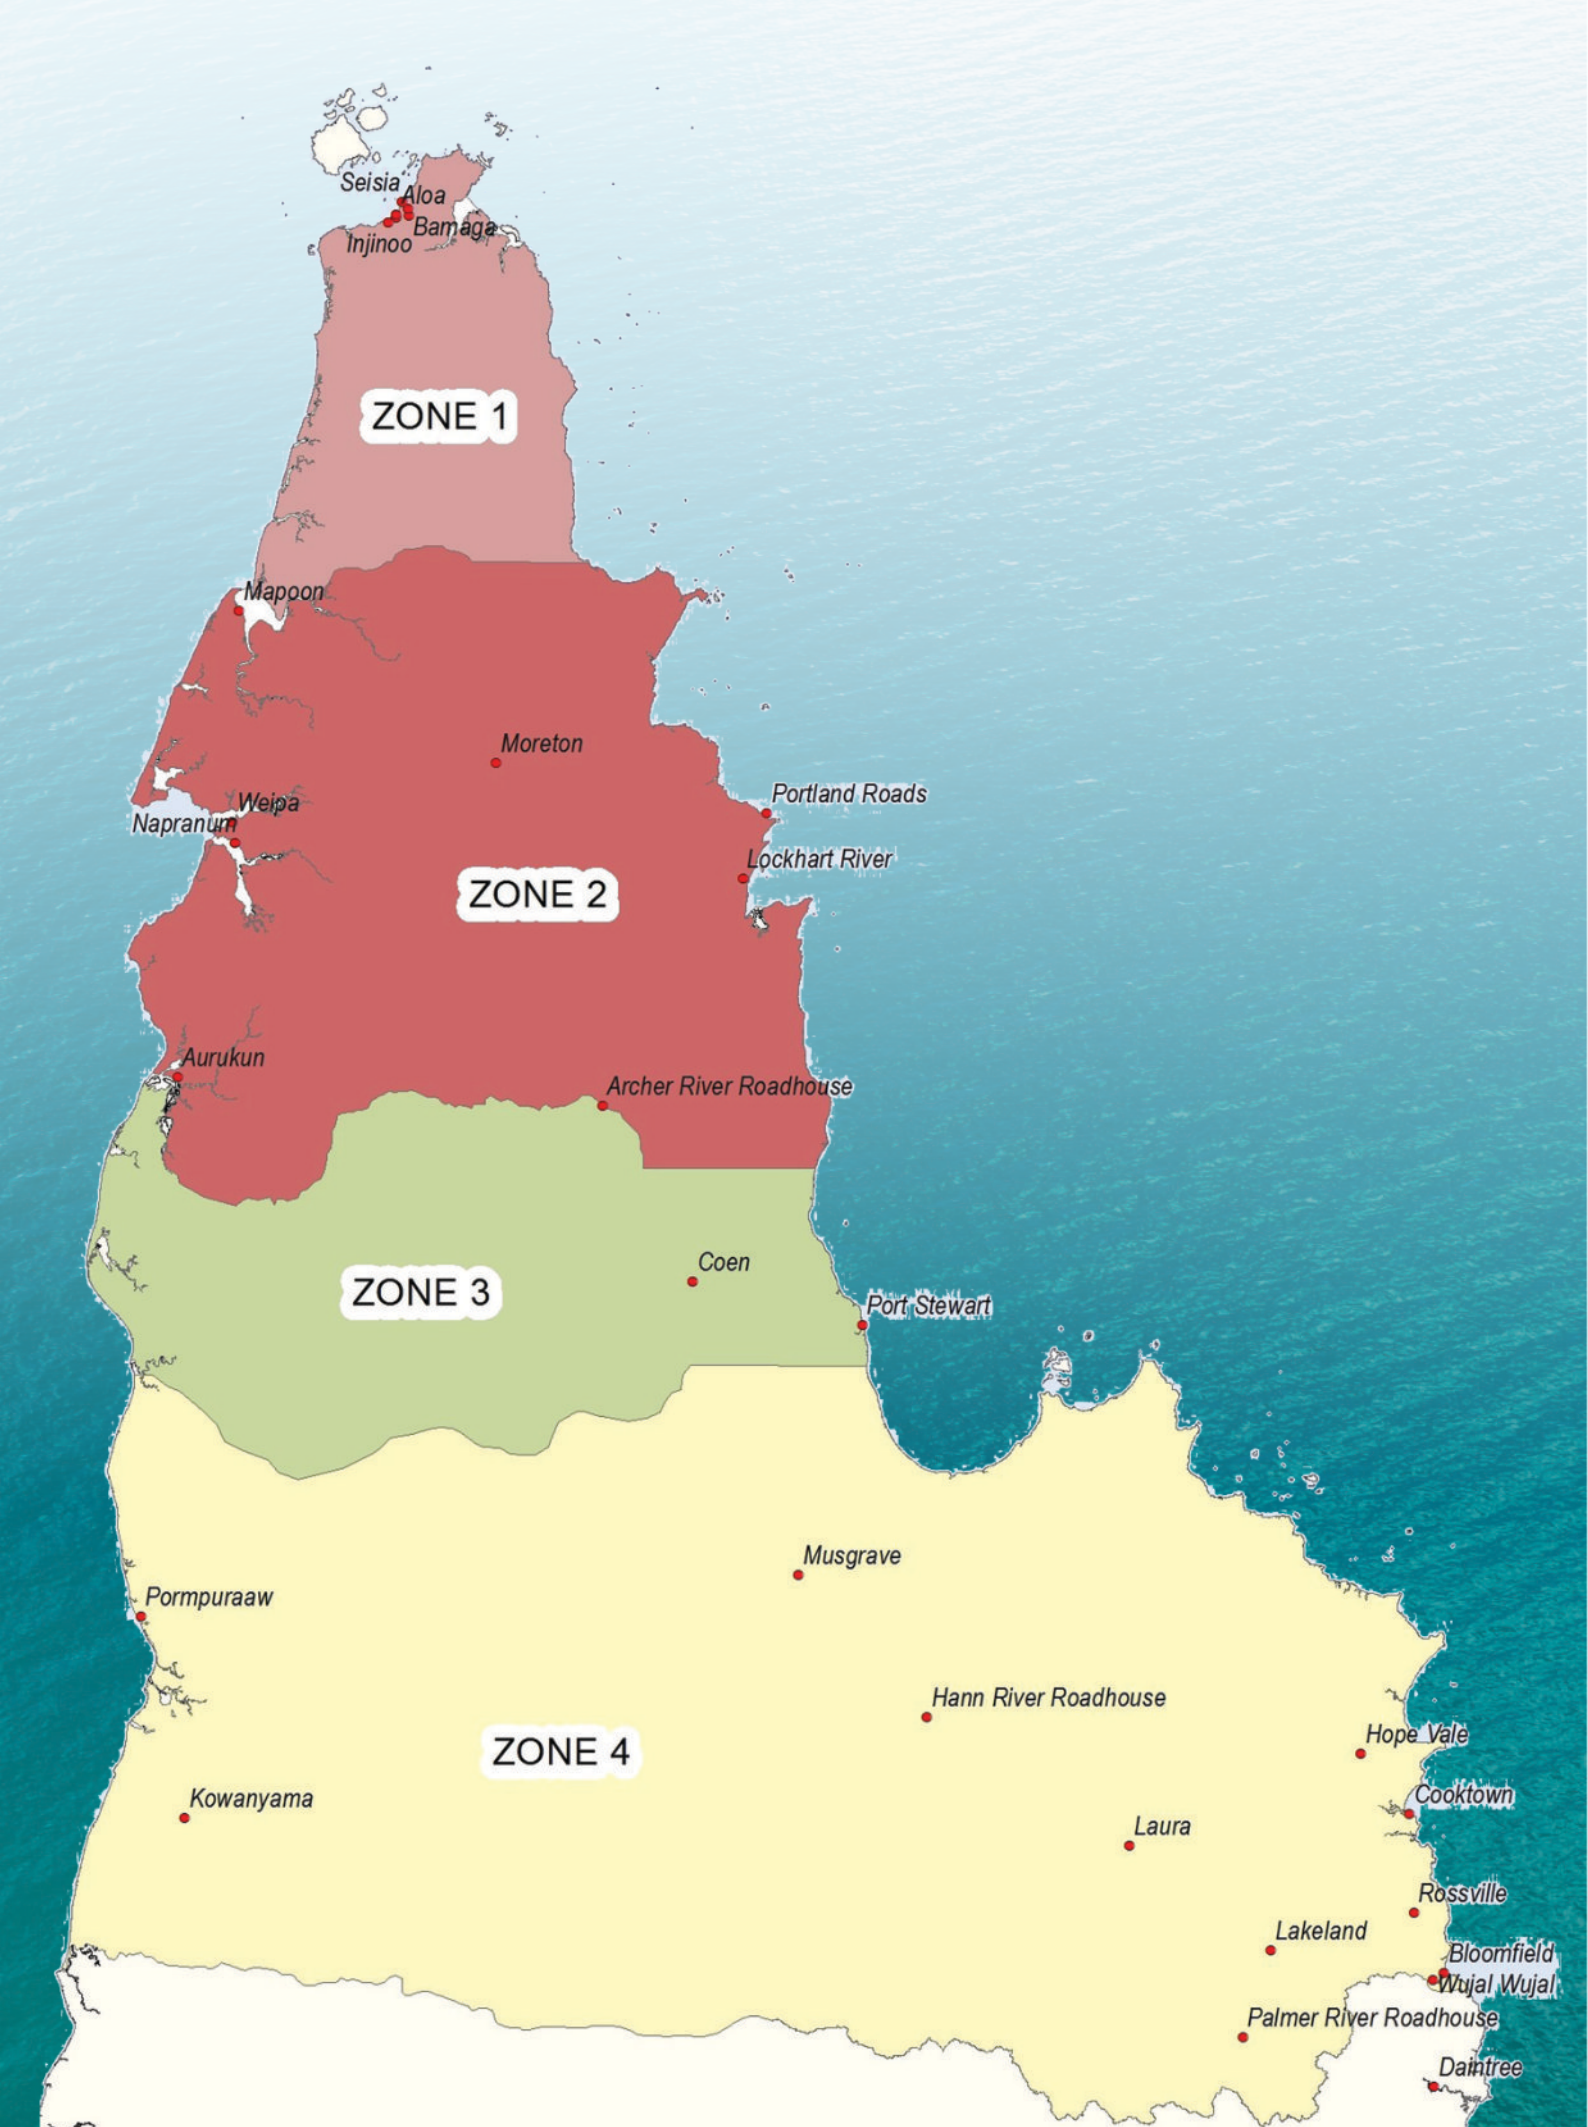 Seisia
Aloa
Bamaga
Injinoo
ZONE 1
Mapoon
Moreton
Portland Roads
Weipa
Napranum
Lockhart River
ZONE 2
Aurukun
Archer River Roadhouse
Coen
ZONE 3
Port Stewart
Musgrave
Pormpuraaw
Hann River Roadhouse
Hope Vale
ZONE 4
Kowanyama
Cooktown
Laura
Rossville
Lakeland
Bloomfield
Wujal Wujal
Palmer River Roadhouse
Daintree